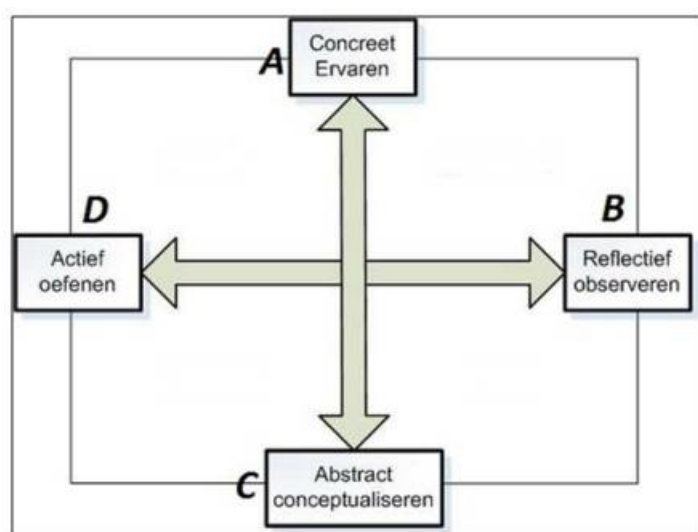 A
Concreet
Ervaren
D
Actief
oefenen
B
Reflectief
observeren
C
Abstract
conceptualiseren